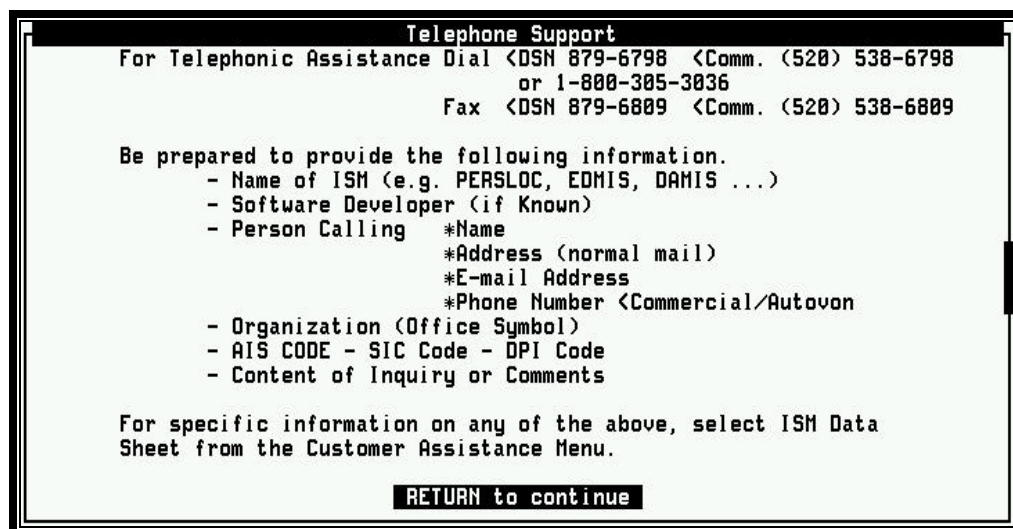 Telephone Support
For Telephonic Assistance Dial <DSN 879-6798 <Comm. (520) 538-6798
or 1-800-305-3036
Fax <DSN 879-6809 <Comm. (520) 538-6809
Be prepared to provide the following information.
- Name of ISM (e.g. PERSLOC, EDMIS, DAMIS ...)
- Software Developer (if Known)
- Person Calling *Name
*Address (normal mail)
*E-mail Address
*Phone Number <Commercial/Autovon
- Organization (Office Symbol)
- AIS CODE - SIC Code - DPI Code
- Content of Inquiry or Comments
For specific information on any of the above, select ISM Data
Sheet from the Customer Assistance Menu.
RETURN to continue